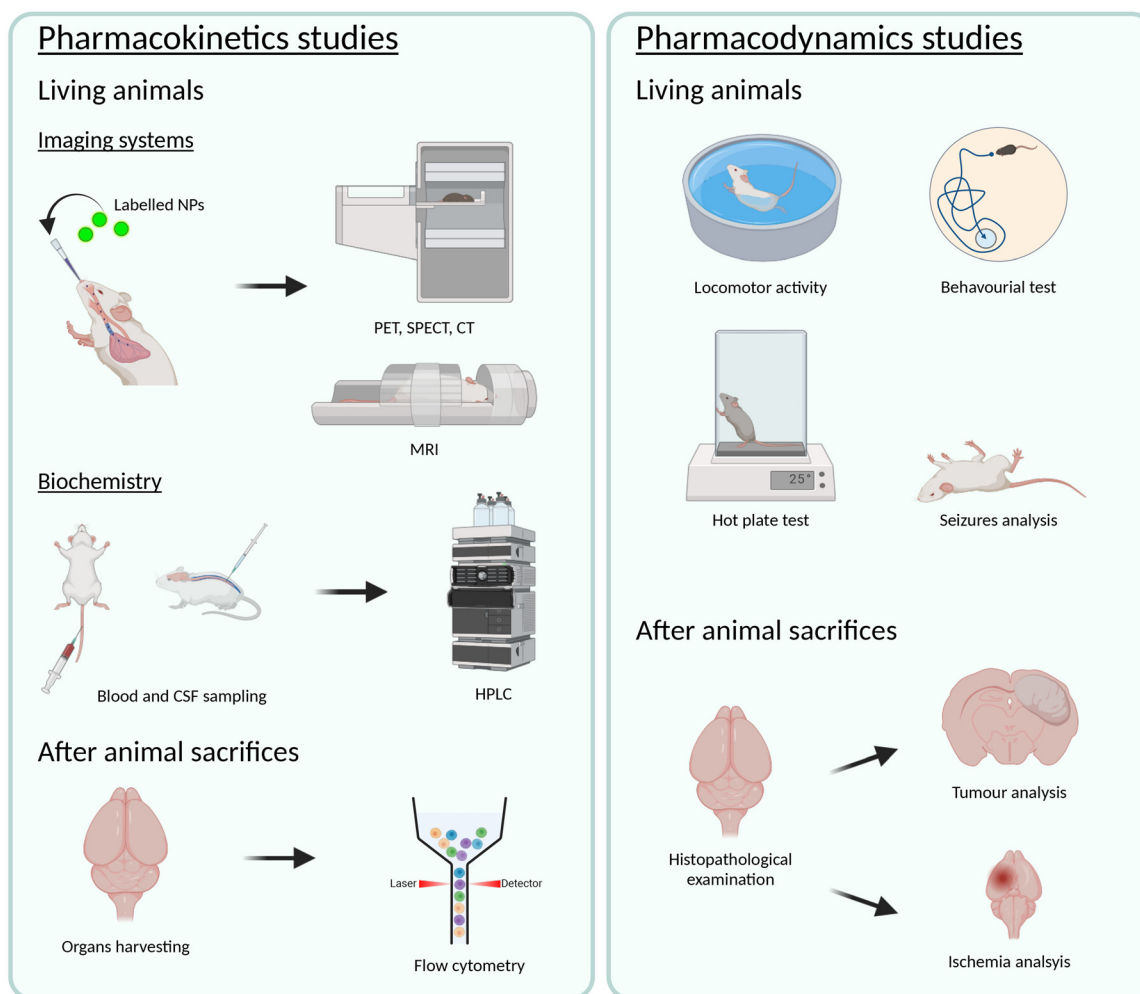 Pharmacokinetics studies
Living animals
Imaging systems
Labelled NPs
PET, SPECT, CT
MRI
Biochemistry
Blood and CSF sampling
HPLC
After animal sacrifices
Organs harvesting
Laser
Detector
Flow cytometry
Pharmacodynamics studies
Living animals
Locomotor activity
Behavourial test
25°
Hot plate test
Seizures analysis
After animal sacrifices
Histopathological
examination
Tumour analysis
Ischemia analsyis